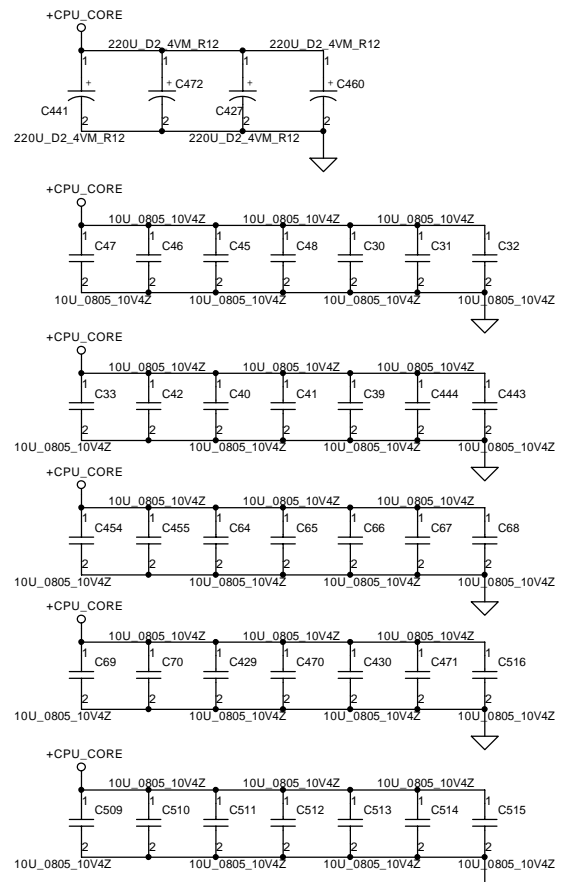 +CPU_CORE
220U_D2_4VM_R12 220U_D2_4VM_R12
1 1 1 1
+ + + +
C441 C472 C427 C460
2 2 2 2
220U_D2_4VM_R12 220U_D2_4VM_R12
+CPU_CORE
10U_0805_10V4Z 10U_0805_10V4Z 10U_0805_10V4Z
1 1 1 1 1 1 1
C47 C46 C45 C48 C30 C31 C32
2 2 2 2 2 2 2
10U_0805_10V4Z 10U_0805_10V4Z 10U_0805_10V4Z 10U_0805_10V4Z
+CPU_CORE
10U_0805_10V4Z 10U_0805_10V4Z 10U_0805_10V4Z
1 1 1 1 1 1 1
C33 C42 C40 C41 C39 C444 C443
2 2 2 2 2 2 2
10U_0805_10V4Z 10U_0805_10V4Z 10U_0805_10V4Z 10U_0805_10V4Z
+CPU_CORE
10U_0805_10V4Z 10U_0805_10V4Z 10U_0805_10V4Z
1 1 1 1 1 1 1
C454 C455 C64 C65 C66 C67 C68
2 2 2 2 2 2 2
10U_0805_10V4Z 10U_0805_10V4Z 10U_0805_10V4Z 10U_0805_10V4Z
+CPU_CORE
10U_0805_10V4Z 10U_0805_10V4Z 10U_0805_10V4Z
1 1 1 1 1 1 1
C69 C70 C429 C470 C430 C471 C516
2 2 2 2 2 2 2
10U_0805_10V4Z 10U_0805_10V4Z 10U_0805_10V4Z 10U_0805_10V4Z
+CPU_CORE
10U_0805_10V4Z 10U_0805_10V4Z 10U_0805_10V4Z
1 1 1 1 1 1 1
C509 C510 C511 C512 C513 C514 C515
2 2 2 2 2 2 2
10U_0805_10V4Z 10U_0805_10V4Z 10U_0805_10V4Z 10U_0805_10V4Z